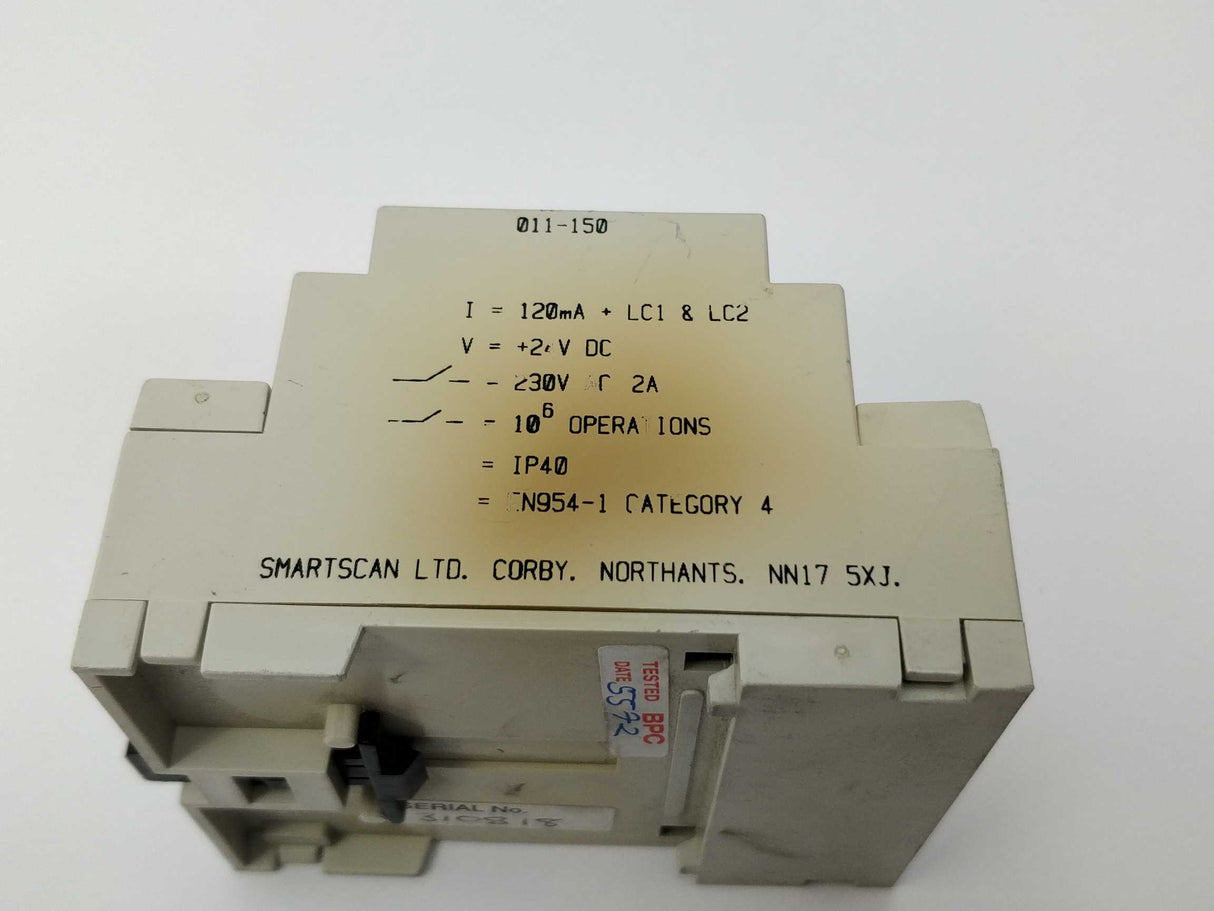 011-150
I = 120mA + LC1 & LC2
V = +24V DC
- 230V AC 2A
= 10⁶ OPERATIONS
= IP40
= EN954-1 CATEGORY 4
SMARTSCAN LTD. CORBY. NORTHANTS. NN17 5XJ.
TESTED BPC
DATE 5572
SERIAL No.
310818